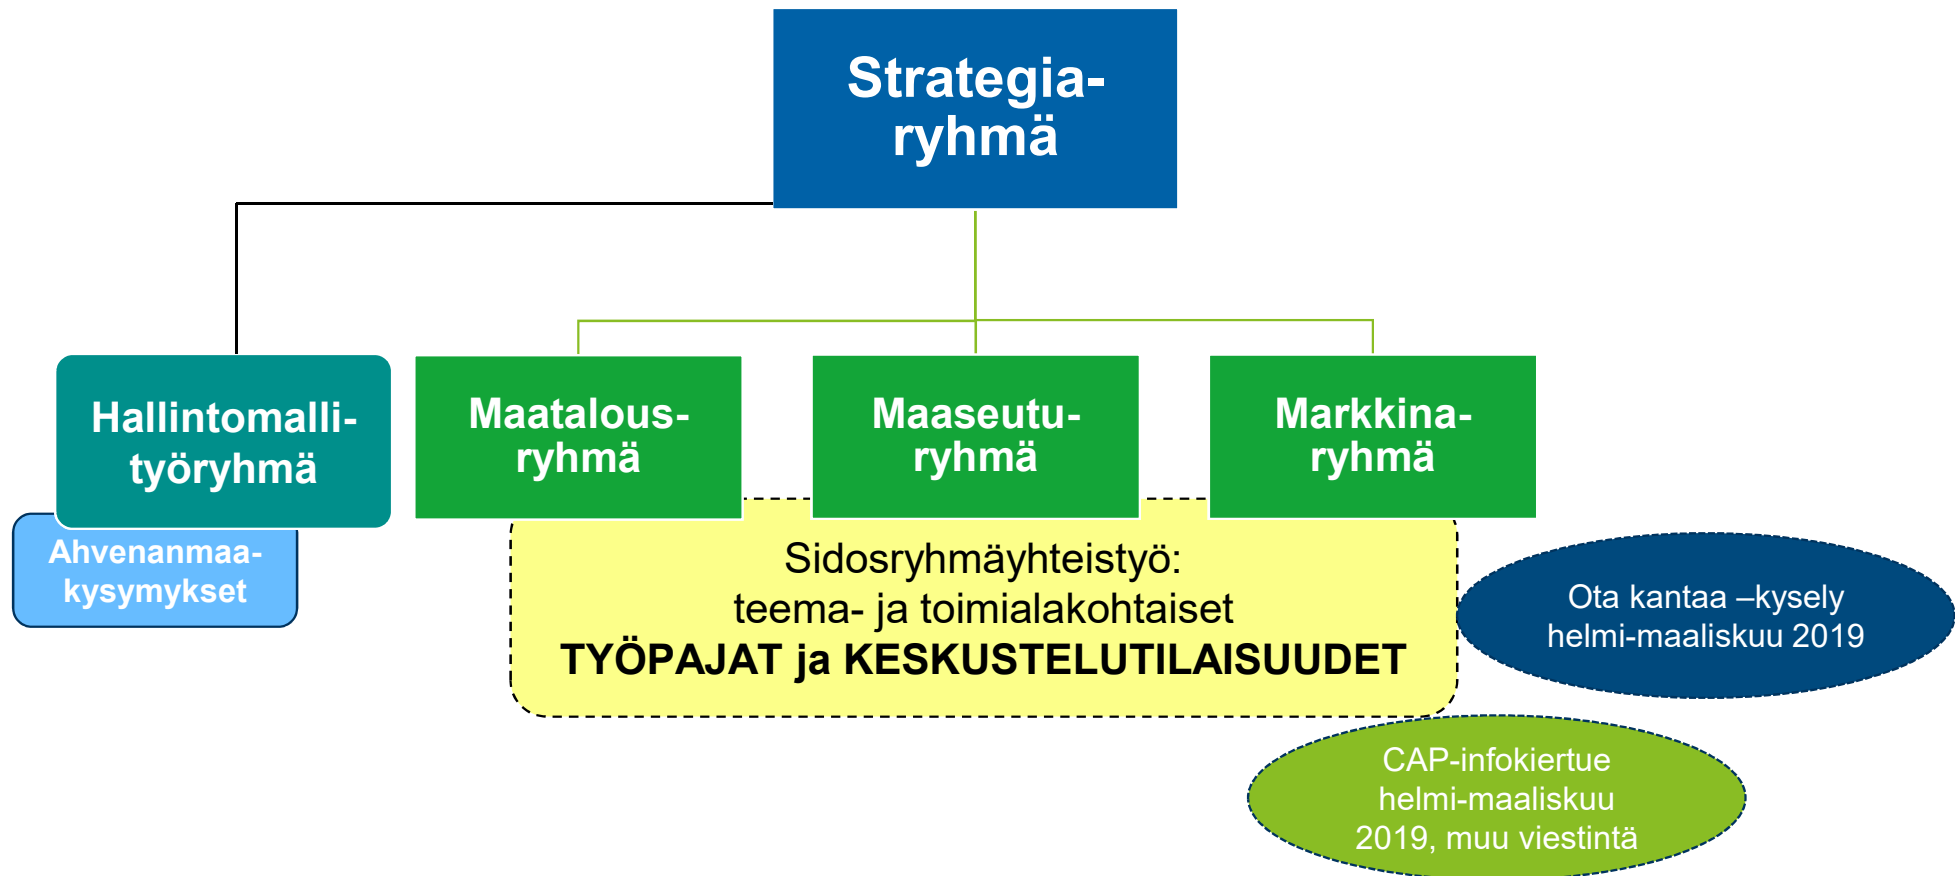 Strategia-
ryhmä
Hallintomalli-
työryhmä
Maatalous-
ryhmä
Maaseutu-
ryhmä
Markkina-
ryhmä
Ahvenanmaa-
kysymykset
Sidosryhmäyhteistyö:
teema- ja toimialakohtaiset
TYÖPAJAT ja KESKUSTELUTILAISUUDET
Ota kantaa –kysely
helmi-maaliskuu 2019
CAP-infokiertue
helmi-maaliskuu
2019, muu viestintä